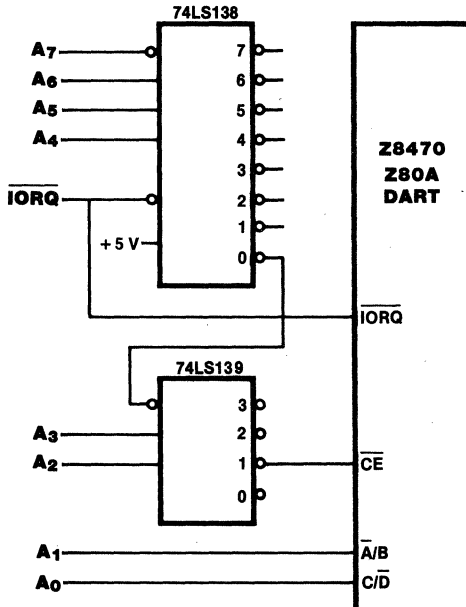 74LS138
A7
A6
A5
A4
IORQ
+5 V
7
6
5
4
3
2
1
0
Z8470
Z80A
DART
IORQ
74LS139
A3
A2
3
2
1
0
CE
A1
A0
A/B
C/D